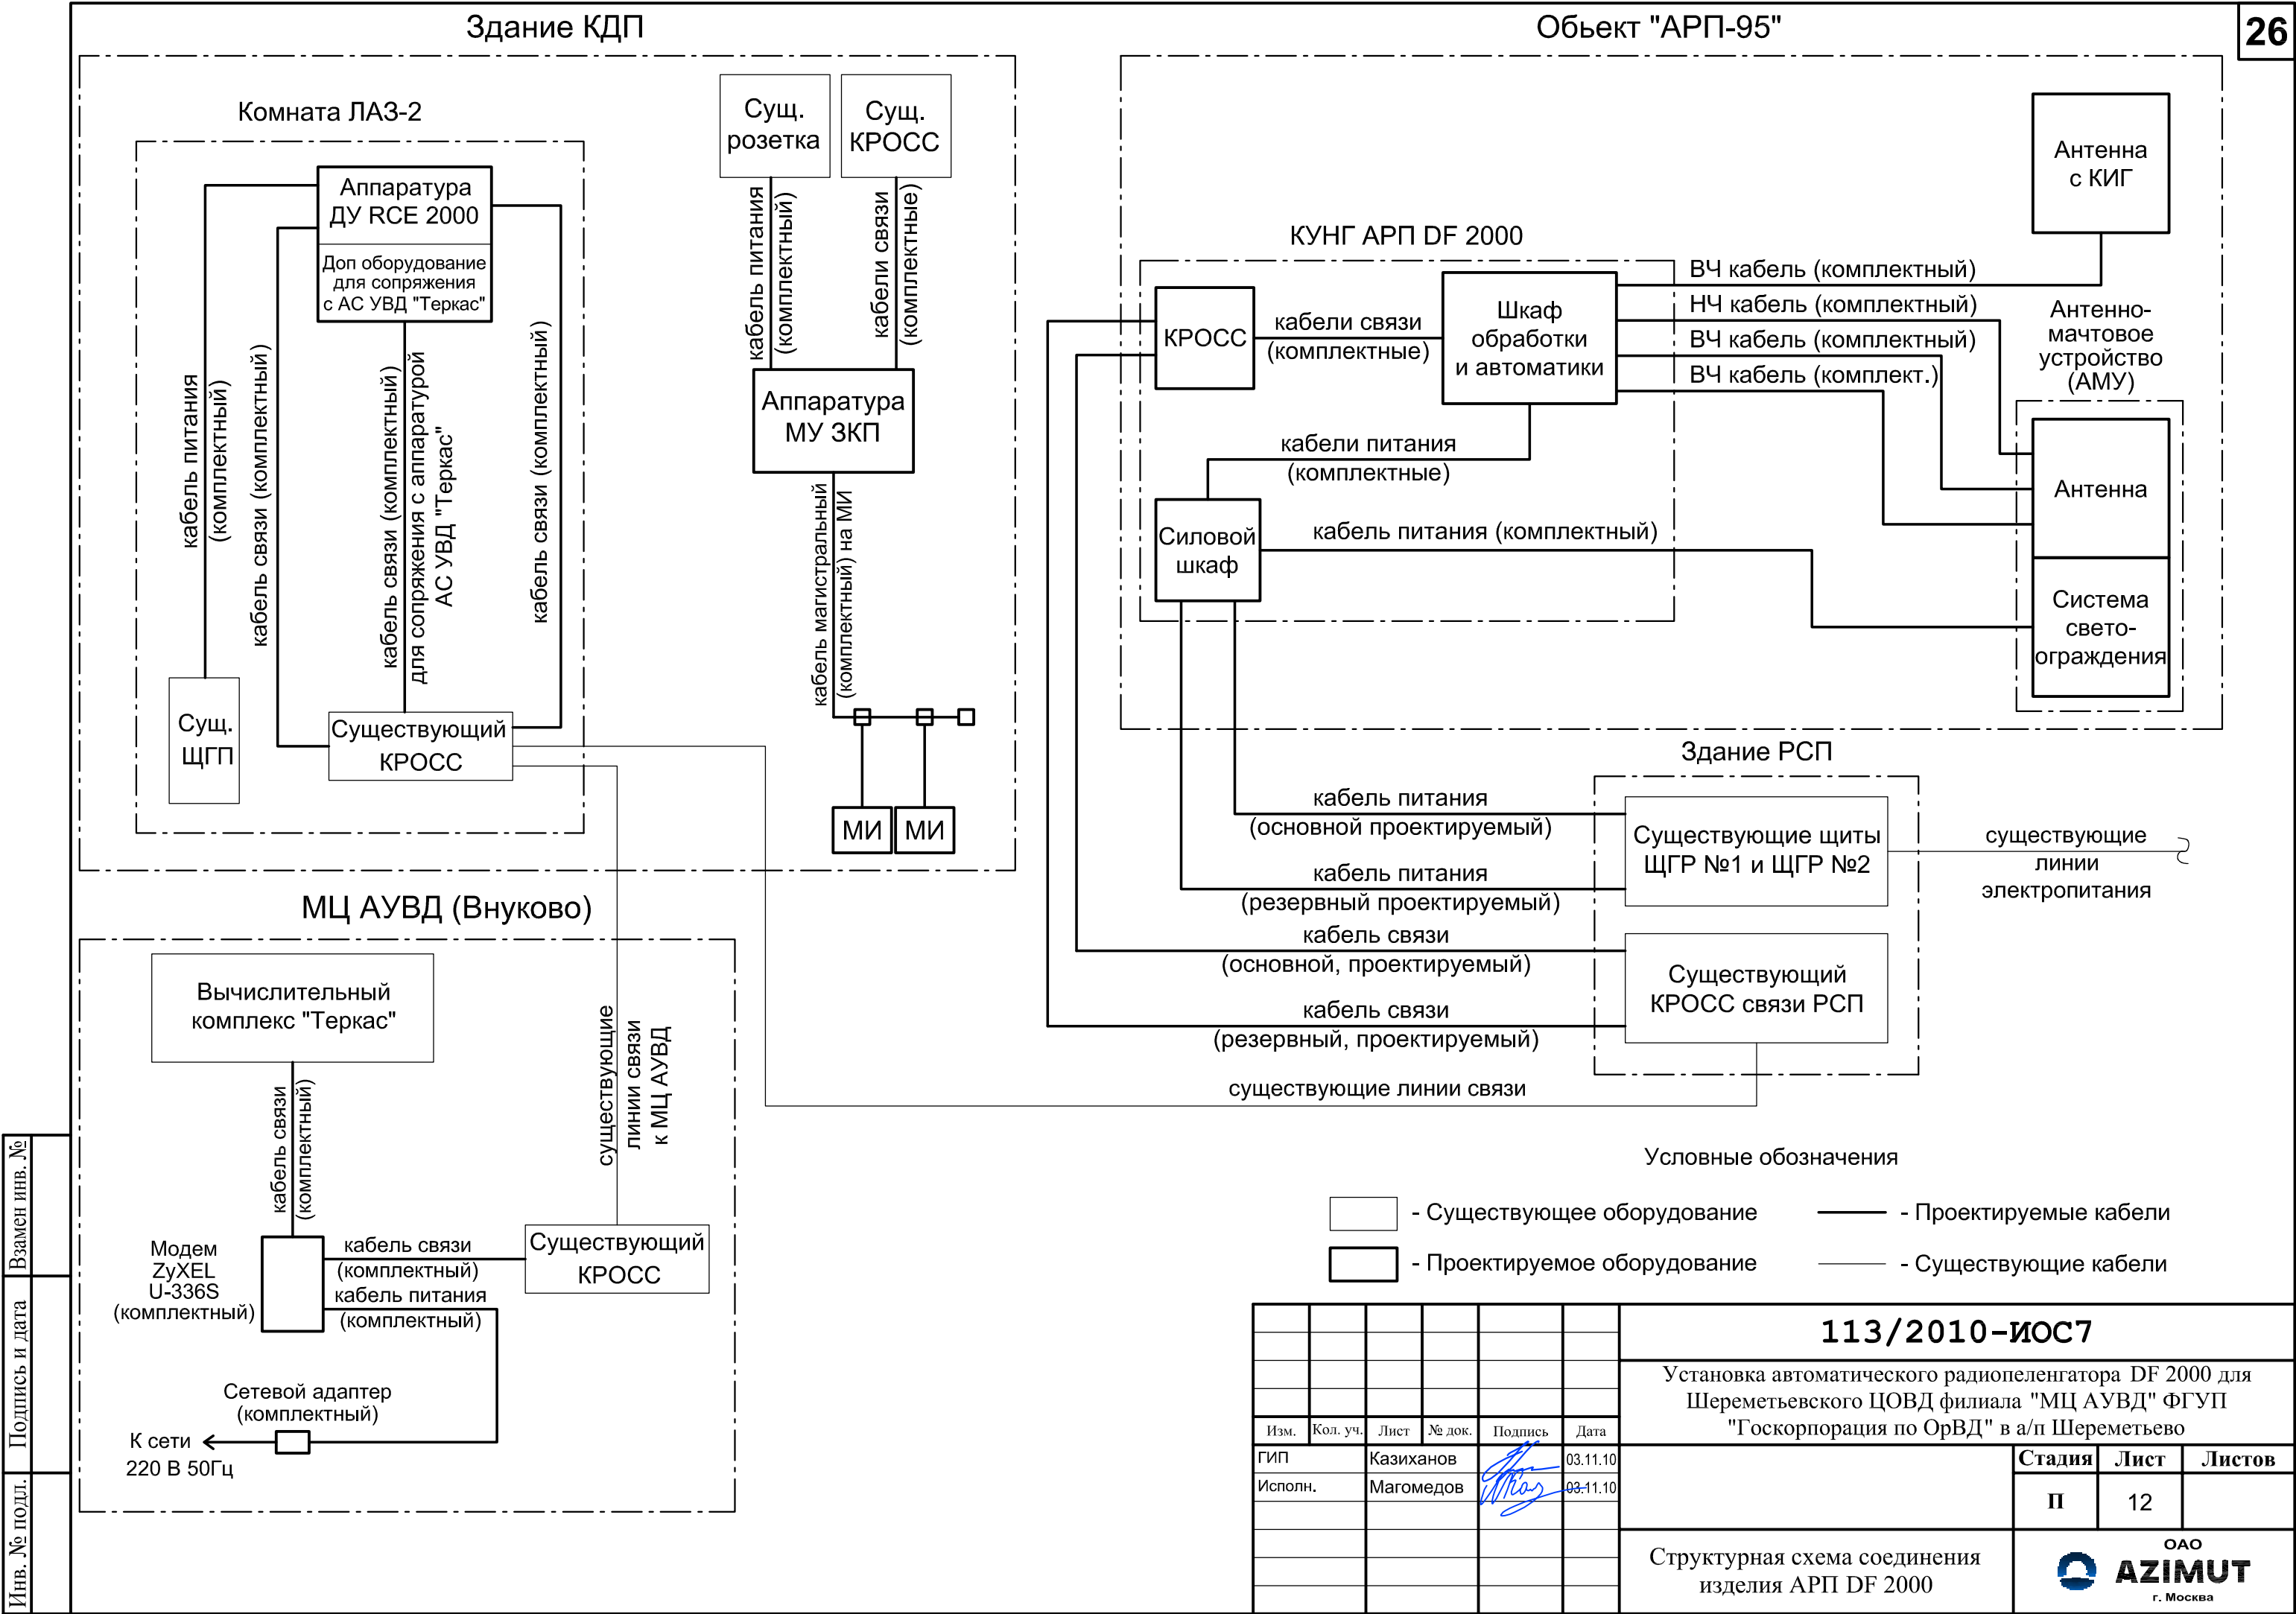 26
Здание КДП
Комната ЛАЗ-2
Аппаратура
ДУ RCE 2000
Доп оборудование
для сопряжения
с АС УВД "Теркас"
кабель питания
(комплектный)
кабель связи (комплектный)
кабель связи (комплектный)
для сопряжения с аппаратурой
АС УВД "Теркас"
кабель связи (комплектный)
Сущ.
ЩГП
Существующий
КРОСС
Сущ.
розетка
Сущ.
КРОСС
кабель питания
(комплектный)
кабели связи
(комплектные)
Аппаратура
МУ ЗКП
кабель магистральный
(комплектный) на МИ
МИ
МИ
Обьект "АРП-95"
Антенна
с КИГ
КУНГ АРП DF 2000
КРОСС
кабели связи
(комплектные)
Шкаф
обработки
и автоматики
ВЧ кабель (комплектный)
НЧ кабель (комплектный)
ВЧ кабель (комплектный)
ВЧ кабель (комплект.)
Антенно-
мачтовое
устройство
(АМУ)
кабели питания
(комплектные)
Силовой
шкаф
кабель питания (комплектный)
Антенна
Система
свето-
ограждения
Здание РСП
кабель питания
(основной проектируемый)
кабель питания
(резервный проектируемый)
Существующие щиты
ЩГР №1 и ЩГР №2
существующие
линии
электропитания
кабель связи
(основной, проектируемый)
кабель связи
(резервный, проектируемый)
Существующий
КРОСС связи РСП
существующие линии связи
МЦ АУВД (Внуково)
Вычислительный
комплекс "Теркас"
кабель связи
(комплектный)
существующие
линии связи
к МЦ АУВД
Модем
ZyXEL
U-336S
(комплектный)
кабель связи
(комплектный)
кабель питания
(комплектный)
Существующий
КРОСС
Сетевой адаптер
(комплектный)
К сети
220 В 50Гц
Условные обозначения
- Существующее оборудование
- Проектируемые кабели
- Проектируемое оборудование
- Существующие кабели
Взамен инв. №
Подпись и дата
Инв. № подл.
113/2010-ИОС7
Установка автоматического радиопеленгатора DF 2000 для
Шереметьевского ЦОВД филиала "МЦ АУВД" ФГУП
"Госкорпорация по ОрВД" в а/п Шереметьево
Изм. Кол. уч. Лист № док. Подпись Дата
ГИП Казиханов 03.11.10
Исполн. Магомедов 03.11.10
Стадия Лист Листов
П 12
Структурная схема соединения
изделия АРП DF 2000
ОАО
AZIMUT
г. Москва